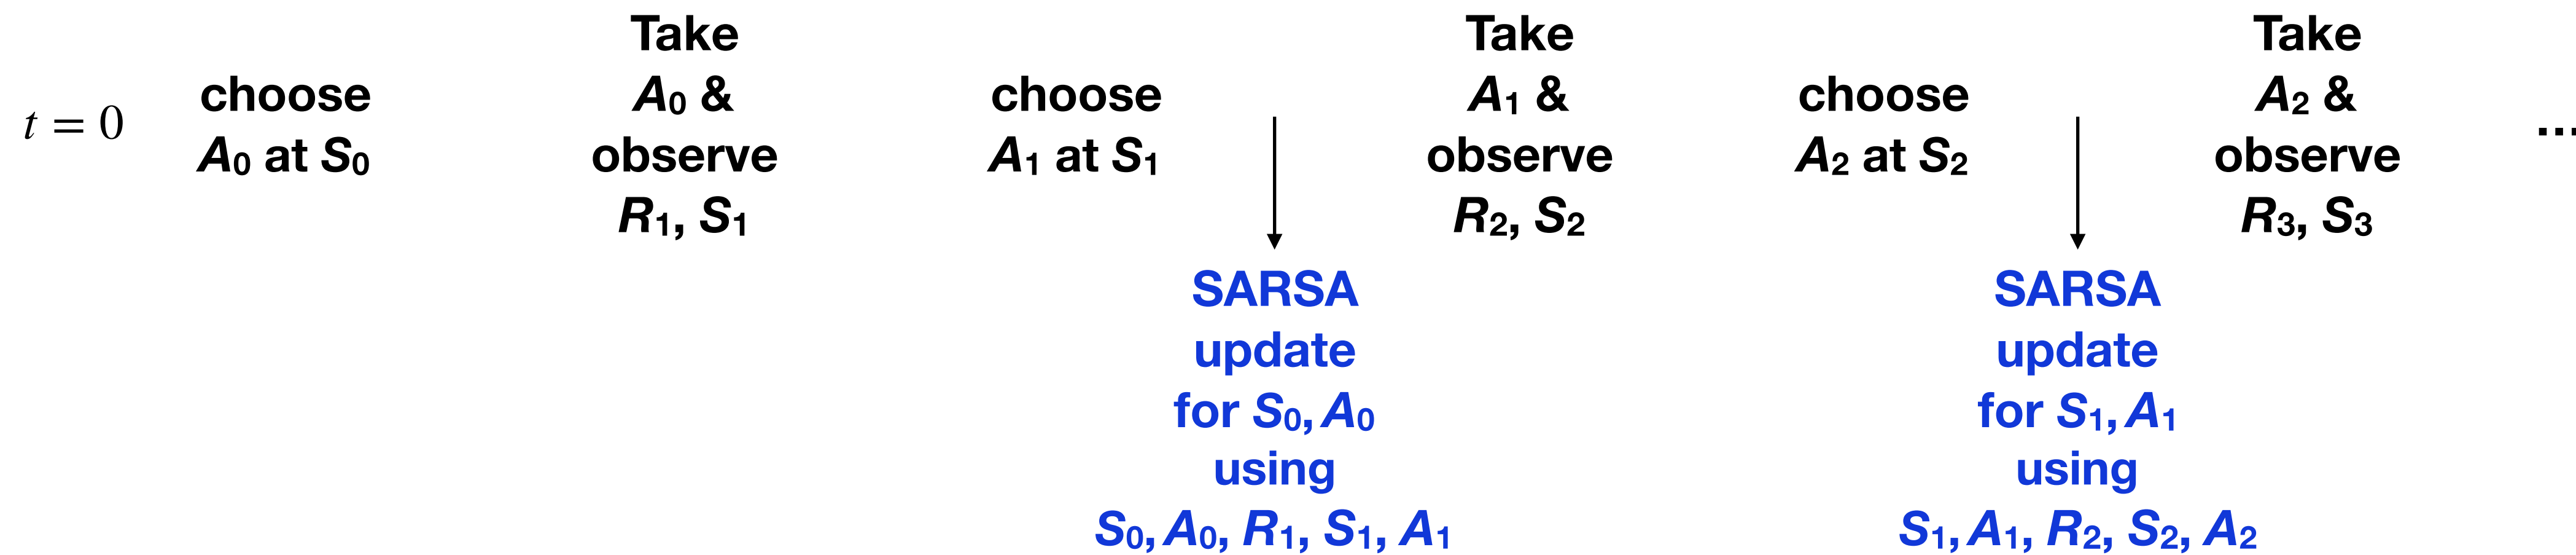 t = 0
choose
A₀ at S₀
Take
A₀ &
observe
R₁, S₁
choose
A₁ at S₁
SARSA
update
for S₀, A₀
using
S₀, A₀, R₁, S₁, A₁
Take
A₁ &
observe
R₂, S₂
choose
A₂ at S₂
SARSA
update
for S₁, A₁
using
S₁, A₁, R₂, S₂, A₂
Take
A₂ &
observe
R₃, S₃
...